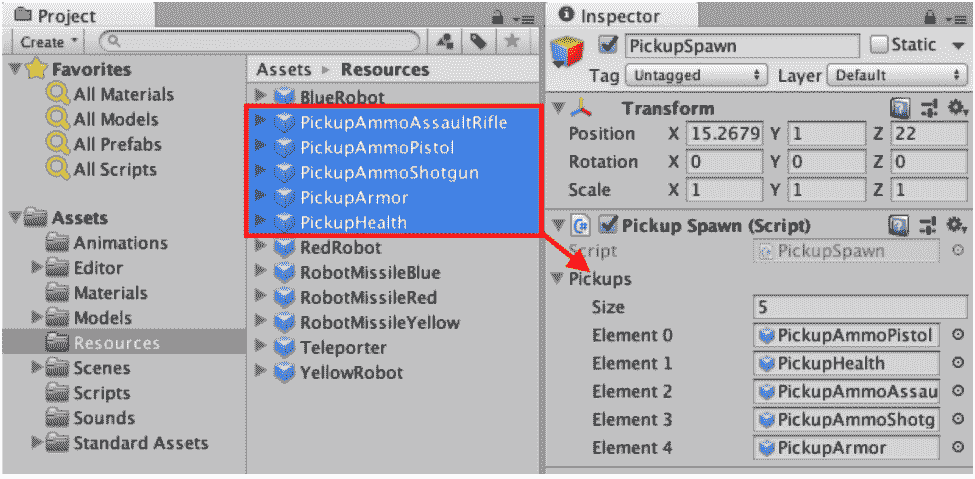 Project
Create
Favorites
All Materials
All Models
All Prefabs
All Scripts
Assets
Animations
Editor
Materials
Models
Resources
Scenes
Scripts
Sounds
Standard Assets
Assets ▸ Resources
BlueRobot
PickupAmmoAssaultRifle
PickupAmmoPistol
PickupAmmoShotgun
PickupArmor
PickupHealth
RedRobot
RobotMissileBlue
RobotMissileRed
RobotMissileYellow
Teleporter
YellowRobot
Inspector
PickupSpawn Static
Tag Untagged Layer Default
Transform
Position X 15.2679 Y 1 Z 22
Rotation X 0 Y 0 Z 0
Scale X 1 Y 1 Z 1
Pickup Spawn (Script)
Script PickupSpawn
Pickups
Size 5
Element 0 PickupAmmoPistol
Element 1 PickupHealth
Element 2 PickupAmmoAssau
Element 3 PickupAmmoShotg
Element 4 PickupArmor